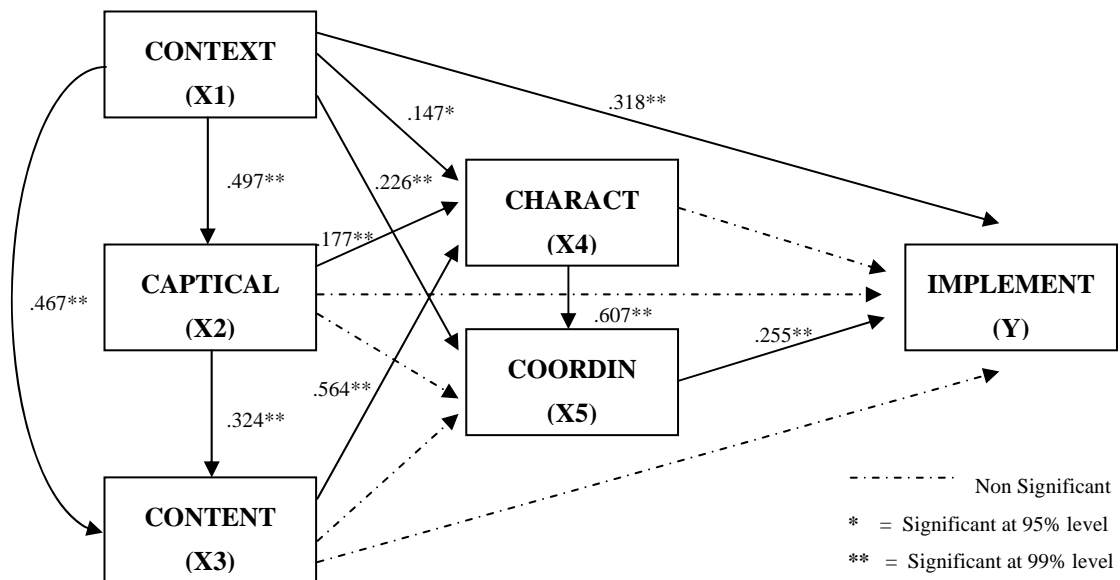 CONTEXT
(X1)
.318**
.147*
.497**
.226**
CHARACT
(X4)
.177**
CAPTICAL
(X2)
.467**
IMPLEMENT
(Y)
.607**
.255**
COORDIN
(X5)
.564**
.324**
CONTENT
(X3)
Non Significant
* = Significant at 95% level
** = Significant at 99% level